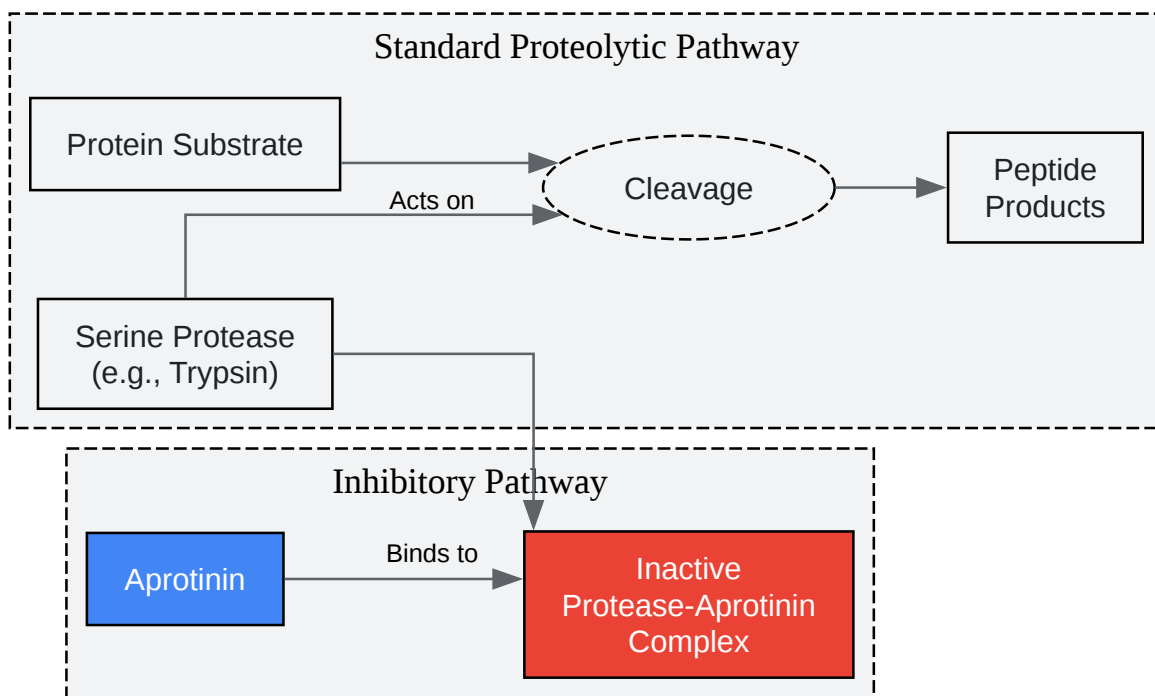 Standard Proteolytic Pathway
Protein Substrate
Acts on
Cleavage
Peptide
Products
Serine Protease
(e.g., Trypsin)
Inhibitory Pathway
Aprotinin
Binds to
Inactive
Protease-Aprotinin
Complex